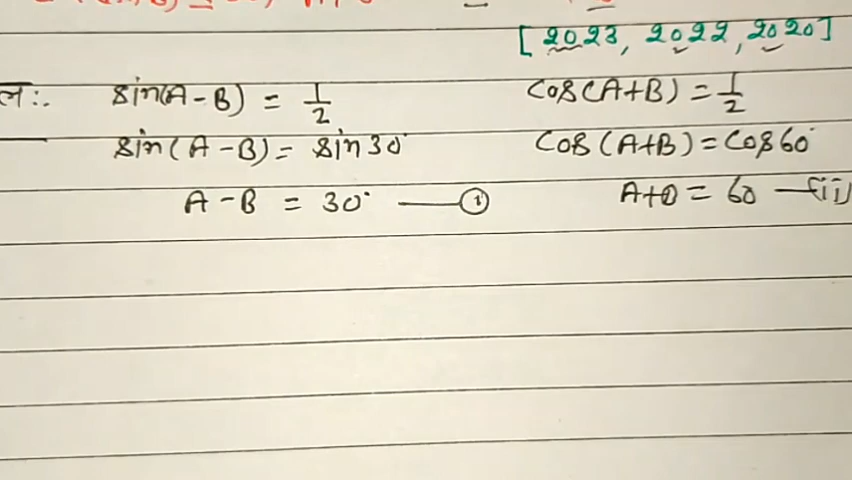 [2023, 2022, 2020]
sin(A-B) = 1/2 cos(A+B) = 1/2
sin(A-B) = sin30° cos(A+B) = cos60°
A-B = 30° —① A+B = 60 —(ii)